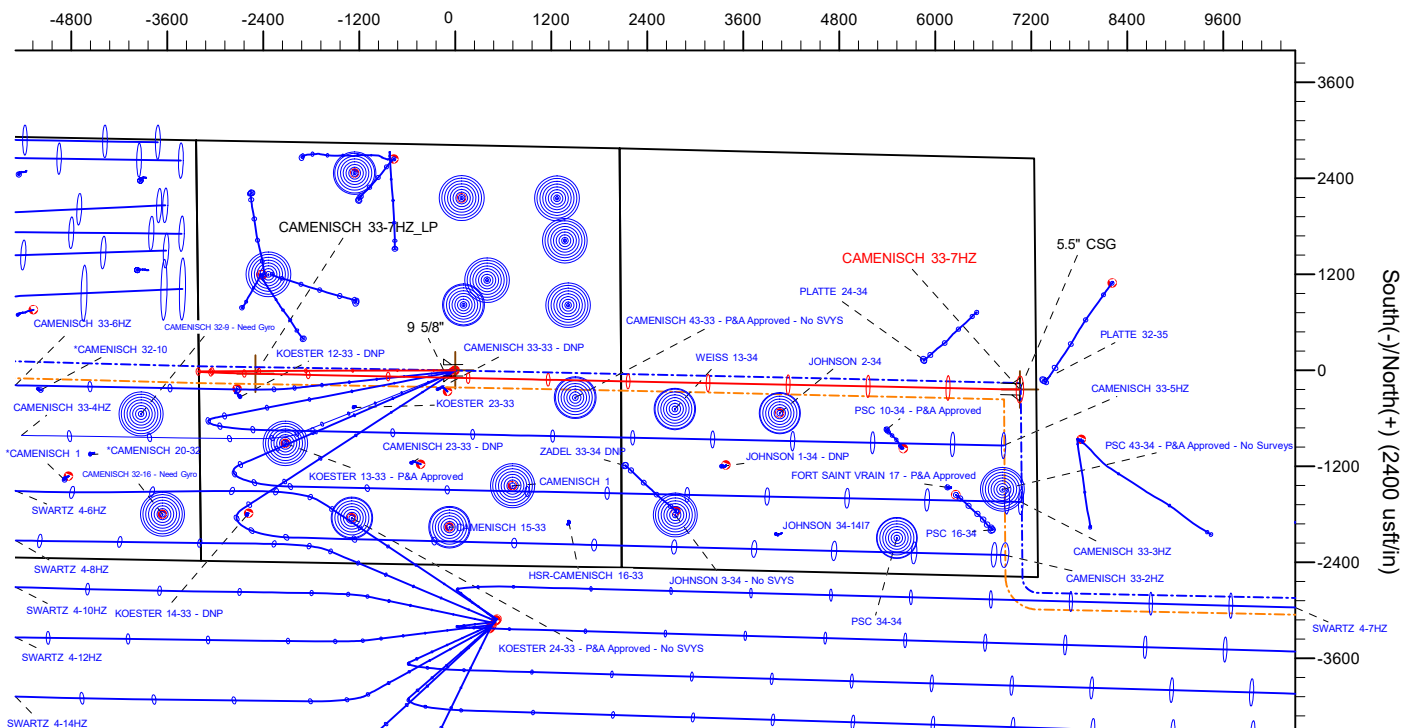 -4800 -3600 -2400 -1200 0 1200 2400 3600 4800 6000 7200 8400 9600
3600
2400
1200
0
-1200
-2400
-3600
South(-)/North(+) (2400 usft/in)
CAMENISCH 33-7HZ_LP
CAMENISCH 33-7HZ
5.5" CSG
PLATTE 24-34
PLATTE 32-35
CAMENISCH 33-6HZ
CAMENISCH 32-9 - Need Gyro
9 5/8"
CAMENISCH 43-33 - P&A Approved - No SVYS
*CAMENISCH 32-10
KOESTER 12-33 - DNP
CAMENISCH 33-33 - DNP
WEISS 13-34
JOHNSON 2-34
CAMENISCH 33-5HZ
CAMENISCH 33-4HZ
KOESTER 23-33
PSC 10-34 - P&A Approved
*CAMENISCH 1
*CAMENISCH 20-32
CAMENISCH 23-33 - DNP
ZADEL 33-34 DNP
JOHNSON 1-34 - DNP
PSC 43-34 - P&A Approved - No Surveys
CAMENISCH 32-16 - Need Gyro
KOESTER 13-33 - P&A Approved
CAMENISCH 1
FORT SAINT VRAIN 17 - P&A Approved
SWARTZ 4-6HZ
CAMENISCH 15-33
JOHNSON 34-14I7
PSC 16-34
CAMENISCH 33-3HZ
SWARTZ 4-8HZ
HSR-CAMENISCH 16-33
JOHNSON 3-34 - No SVYS
CAMENISCH 33-2HZ
SWARTZ 4-10HZ
KOESTER 14-33 - DNP
PSC 34-34
SWARTZ 4-7HZ
SWARTZ 4-12HZ
KOESTER 24-33 - P&A Approved - No SVYS
SWARTZ 4-14HZ